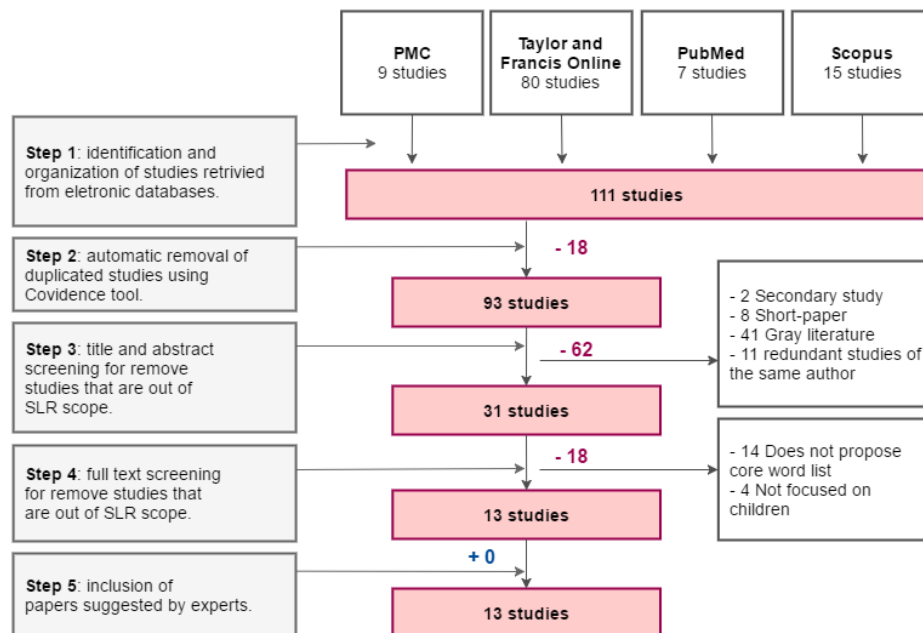 PMC
9 studies
Taylor and
Francis Online
80 studies
PubMed
7 studies
Scopus
15 studies
Step 1: identification and
organization of studies retrivied
from eletronic databases.
111 studies
Step 2: automatic removal of
duplicated studies using
Covidence tool.
- 18
93 studies
Step 3: title and abstract
screening for remove
studies that are out of
SLR scope.
- 62
- 2 Secondary study
- 8 Short-paper
- 41 Gray literature
- 11 redundant studies of
the same author
31 studies
Step 4: full text screening
for remove studies that
are out of SLR scope.
- 18
- 14 Does not propose
core word list
- 4 Not focused on
children
13 studies
Step 5: inclusion of
papers suggested by experts.
+ 0
13 studies